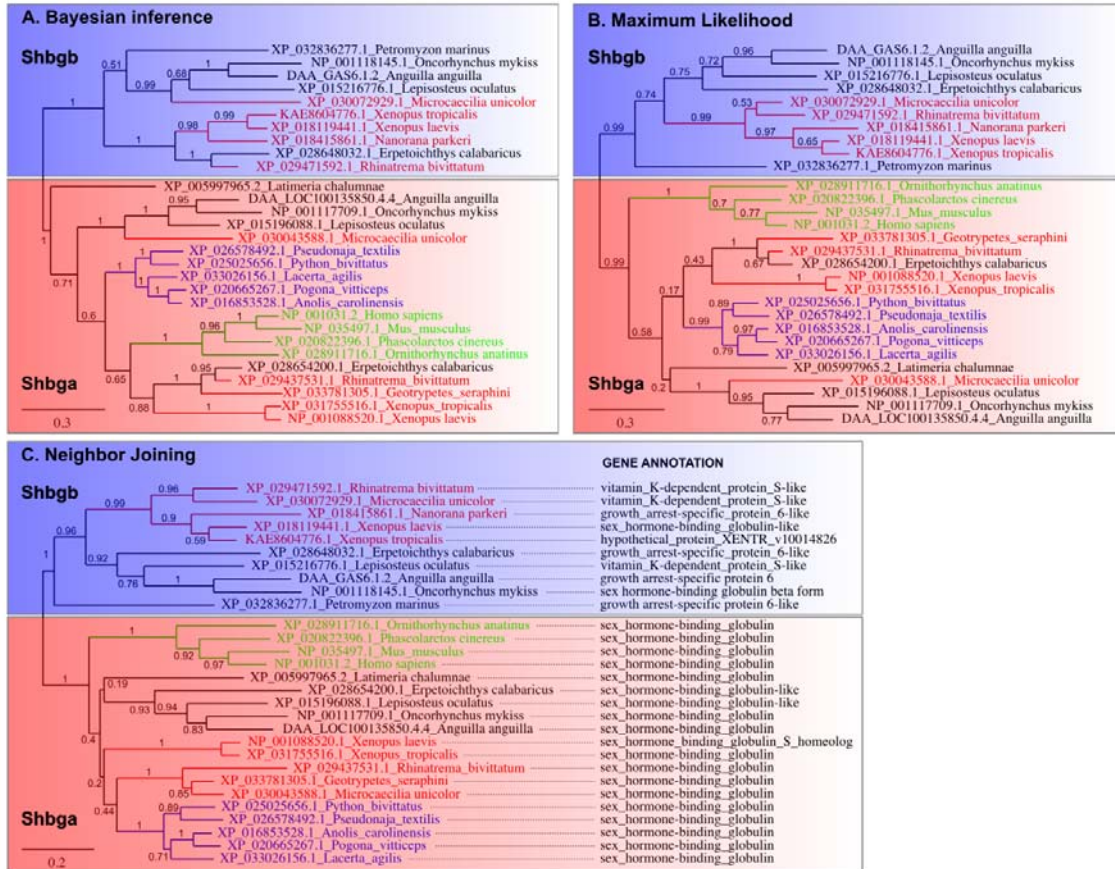 A. Bayesian inference
Shbgb
0.51
XP_032836277.1_Petromyzon marinus
1
NP_001118145.1_Oncorhynchus mykiss
0.68
DAA_GAS6.1.2_Anguilla anguilla
0.99
XP_015216776.1_Lepisosteus oculatus
XP_030072929.1_Microcaecilia unicolor
1
0.99
KAE8604776.1_Xenopus tropicalis
0.98
XP_018119441.1_Xenopus laevis
XP_018415861.1_Nanorana parkeri
1
XP_028648032.1_Erpetoichthys calabaricus
XP_029471592.1_Rhinatrema bivittatum
XP_005997965.2_Latimeria chalumnae
0.95
DAA_LOC100135850.4.4_Anguilla anguilla
1
NP_001117709.1_Oncorhynchus mykiss
1
XP_015196088.1_Lepisosteus oculatus
1
XP_030043588.1_Microcaecilia unicolor
1
XP_026578492.1_Pseudonaja_textilis
1
XP_025025656.1_Python_bivittatus
0.71
XP_033026156.1_Lacerta_agilis
1
XP_020665267.1_Pogona_vitticeps
1
XP_016853528.1_Anolis_carolinensis
0.6
NP_001031.2_Homo sapiens
0.96
NP_035497.1_Mus_musculus
1
XP_020822396.1_Phascolarctos cinereus
XP_028911716.1_Ornithorhynchus anatinus
0.65
XP_028654200.1_Erpetoichthys calabaricus
0.95
XP_029437531.1_Rhinatrema_bivittatum
1
XP_033781305.1_Geotrypetes_seraphini
Shbga
0.88
XP_031755516.1_Xenopus_tropicalis
1
NP_001088520.1_Xenopus laevis
0.3
B. Maximum Likelihood
Shbgb
0.96
DAA_GAS6.1.2_Anguilla anguilla
0.72
NP_001118145.1_Oncorhynchus mykiss
0.75
XP_015216776.1_Lepisosteus oculatus
XP_028648032.1_Erpetoichthys calabaricus
0.74
0.53
XP_030072929.1_Microcaecilia unicolor
0.99
XP_029471592.1_Rhinatrema bivittatum
0.97
XP_018415861.1_Nanorana parkeri
0.99
0.65
XP_018119441.1_Xenopus laevis
KAE8604776.1_Xenopus tropicalis
XP_032836277.1_Petromyzon marinus
XP_028911716.1_Ornithorhynchus anatinus
XP_020822396.1_Phascolarctos cinereus
0.7
0.77
NP_035497.1_Mus_musculus
NP_001031.2_Homo sapiens
XP_033781305.1_Geotrypetes_seraphini
1
XP_029437531.1_Rhinatrema_bivittatum
0.43
0.67
XP_028654200.1_Erpetoichthys calabaricus
0.99
1
NP_001088520.1_Xenopus laevis
XP_031755516.1_Xenopus_tropicalis
0.17
0.89
XP_025025656.1_Python_bivittatus
XP_026578492.1_Pseudonaja_textilis
0.99
0.97
XP_016853528.1_Anolis_carolinensis
0.58
XP_020665267.1_Pogona_vitticeps
0.79
XP_033026156.1_Lacerta_agilis
XP_005997965.2_Latimeria chalumnae
0.2
XP_030043588.1_Microcaecilia unicolor
1
XP_015196088.1_Lepisosteus oculatus
Shbga
0.95
NP_001117709.1_Oncorhynchus mykiss
0.77
DAA_LOC100135850.4.4_Anguilla anguilla
0.3
C. Neighbor Joining
GENE ANNOTATION
Shbgb
0.96
XP_029471592.1_Rhinatrema bivittatum vitamin_K-dependent_protein_S-like
0.99
XP_030072929.1_Microcaecilia unicolor vitamin_K-dependent_protein_S-like
XP_018415861.1_Nanorana parkeri growth_arrest-specific_protein_6-like
0.9
XP_018119441.1_Xenopus laevis sex_hormone-binding_globulin-like
0.96
0.59
KAE8604776.1_Xenopus tropicalis hypothetical_protein_XENTR_v10014826
1
XP_028648032.1_Erpetoichthys calabaricus growth_arrest-specific_protein_6-like
0.92
XP_015216776.1_Lepisosteus oculatus vitamin_K-dependent_protein_S-like
0.76
1
DAA_GAS6.1.2_Anguilla anguilla growth arrest-specific protein 6
NP_001118145.1_Oncorhynchus mykiss sex hormone-binding globulin beta form
XP_032836277.1_Petromyzon marinus growth arrest-specific protein 6-like
XP_028911716.1_Ornithorhynchus anatinus sex_hormone-binding_globulin
1
XP_020822396.1_Phascolarctos cinereus sex_hormone-binding_globulin
0.92
NP_035497.1_Mus_musculus sex_hormone-binding_globulin
0.97
NP_001031.2_Homo sapiens sex_hormone-binding_globulin
1
XP_005997965.2_Latimeria chalumnae sex_hormone-binding_globulin
0.19
XP_028654200.1_Erpetoichthys calabaricus sex_hormone-binding_globulin-like
0.93
0.94
XP_015196088.1_Lepisosteus oculatus sex_hormone-binding_globulin-like
NP_001117709.1_Oncorhynchus mykiss sex_hormone-binding_globulin
0.83
DAA_LOC100135850.4.4_Anguilla anguilla sex_hormone-binding_globulin
0.4
1
NP_001088520.1_Xenopus laevis sex_hormone_binding_globulin_S_homeolog
XP_031755516.1_Xenopus_tropicalis sex_hormone-binding_globulin
0.2
XP_029437531.1_Rhinatrema_bivittatum sex_hormone-binding_globulin
1
XP_033781305.1_Geotrypetes_seraphini sex_hormone-binding_globulin
0.85
XP_030043588.1_Microcaecilia unicolor sex_hormone-binding_globulin
0.44
0.89
XP_025025656.1_Python_bivittatus sex_hormone-binding_globulin
XP_026578492.1_Pseudonaja_textilis sex_hormone-binding_globulin
Shbga
1
1
XP_016853528.1_Anolis_carolinensis sex_hormone-binding_globulin
XP_020665267.1_Pogona_vitticeps sex_hormone-binding_globulin
0.71
XP_033026156.1_Lacerta_agilis sex_hormone-binding_globulin
0.2